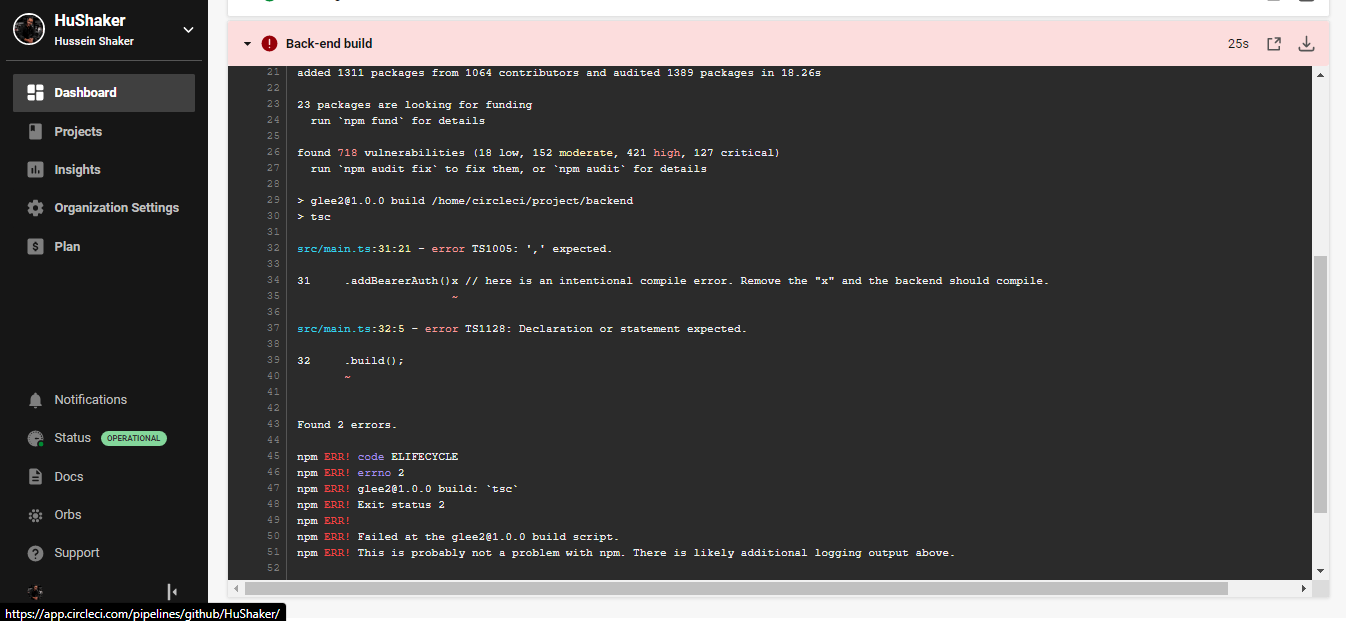 HuShaker
Hussein Shaker
Dashboard
Projects
Insights
Organization Settings
Plan
Notifications
Status OPERATIONAL
Docs
Orbs
Support
https://app.circleci.com/pipelines/github/HuShaker/
Back-end build 25s
21 added 1311 packages from 1064 contributors and audited 1389 packages in 18.26s
22
23 23 packages are looking for funding
24 run `npm fund` for details
25
26 found 718 vulnerabilities (18 low, 152 moderate, 421 high, 127 critical)
27 run `npm audit fix` to fix them, or `npm audit` for details
28
29 > glee2@1.0.0 build /home/circleci/project/backend
30 > tsc
31
32 src/main.ts:31:21 - error TS1005: ',' expected.
33
34 31 .addBearerAuth()x // here is an intentional compile error. Remove the "x" and the backend should compile.
35 ~
36
37 src/main.ts:32:5 - error TS1128: Declaration or statement expected.
38
39 32 .build();
40 ~
41
42
43 Found 2 errors.
44
45 npm ERR! code ELIFECYCLE
46 npm ERR! errno 2
47 npm ERR! glee2@1.0.0 build: `tsc`
48 npm ERR! Exit status 2
49 npm ERR!
50 npm ERR! Failed at the glee2@1.0.0 build script.
51 npm ERR! This is probably not a problem with npm. There is likely additional logging output above.
52